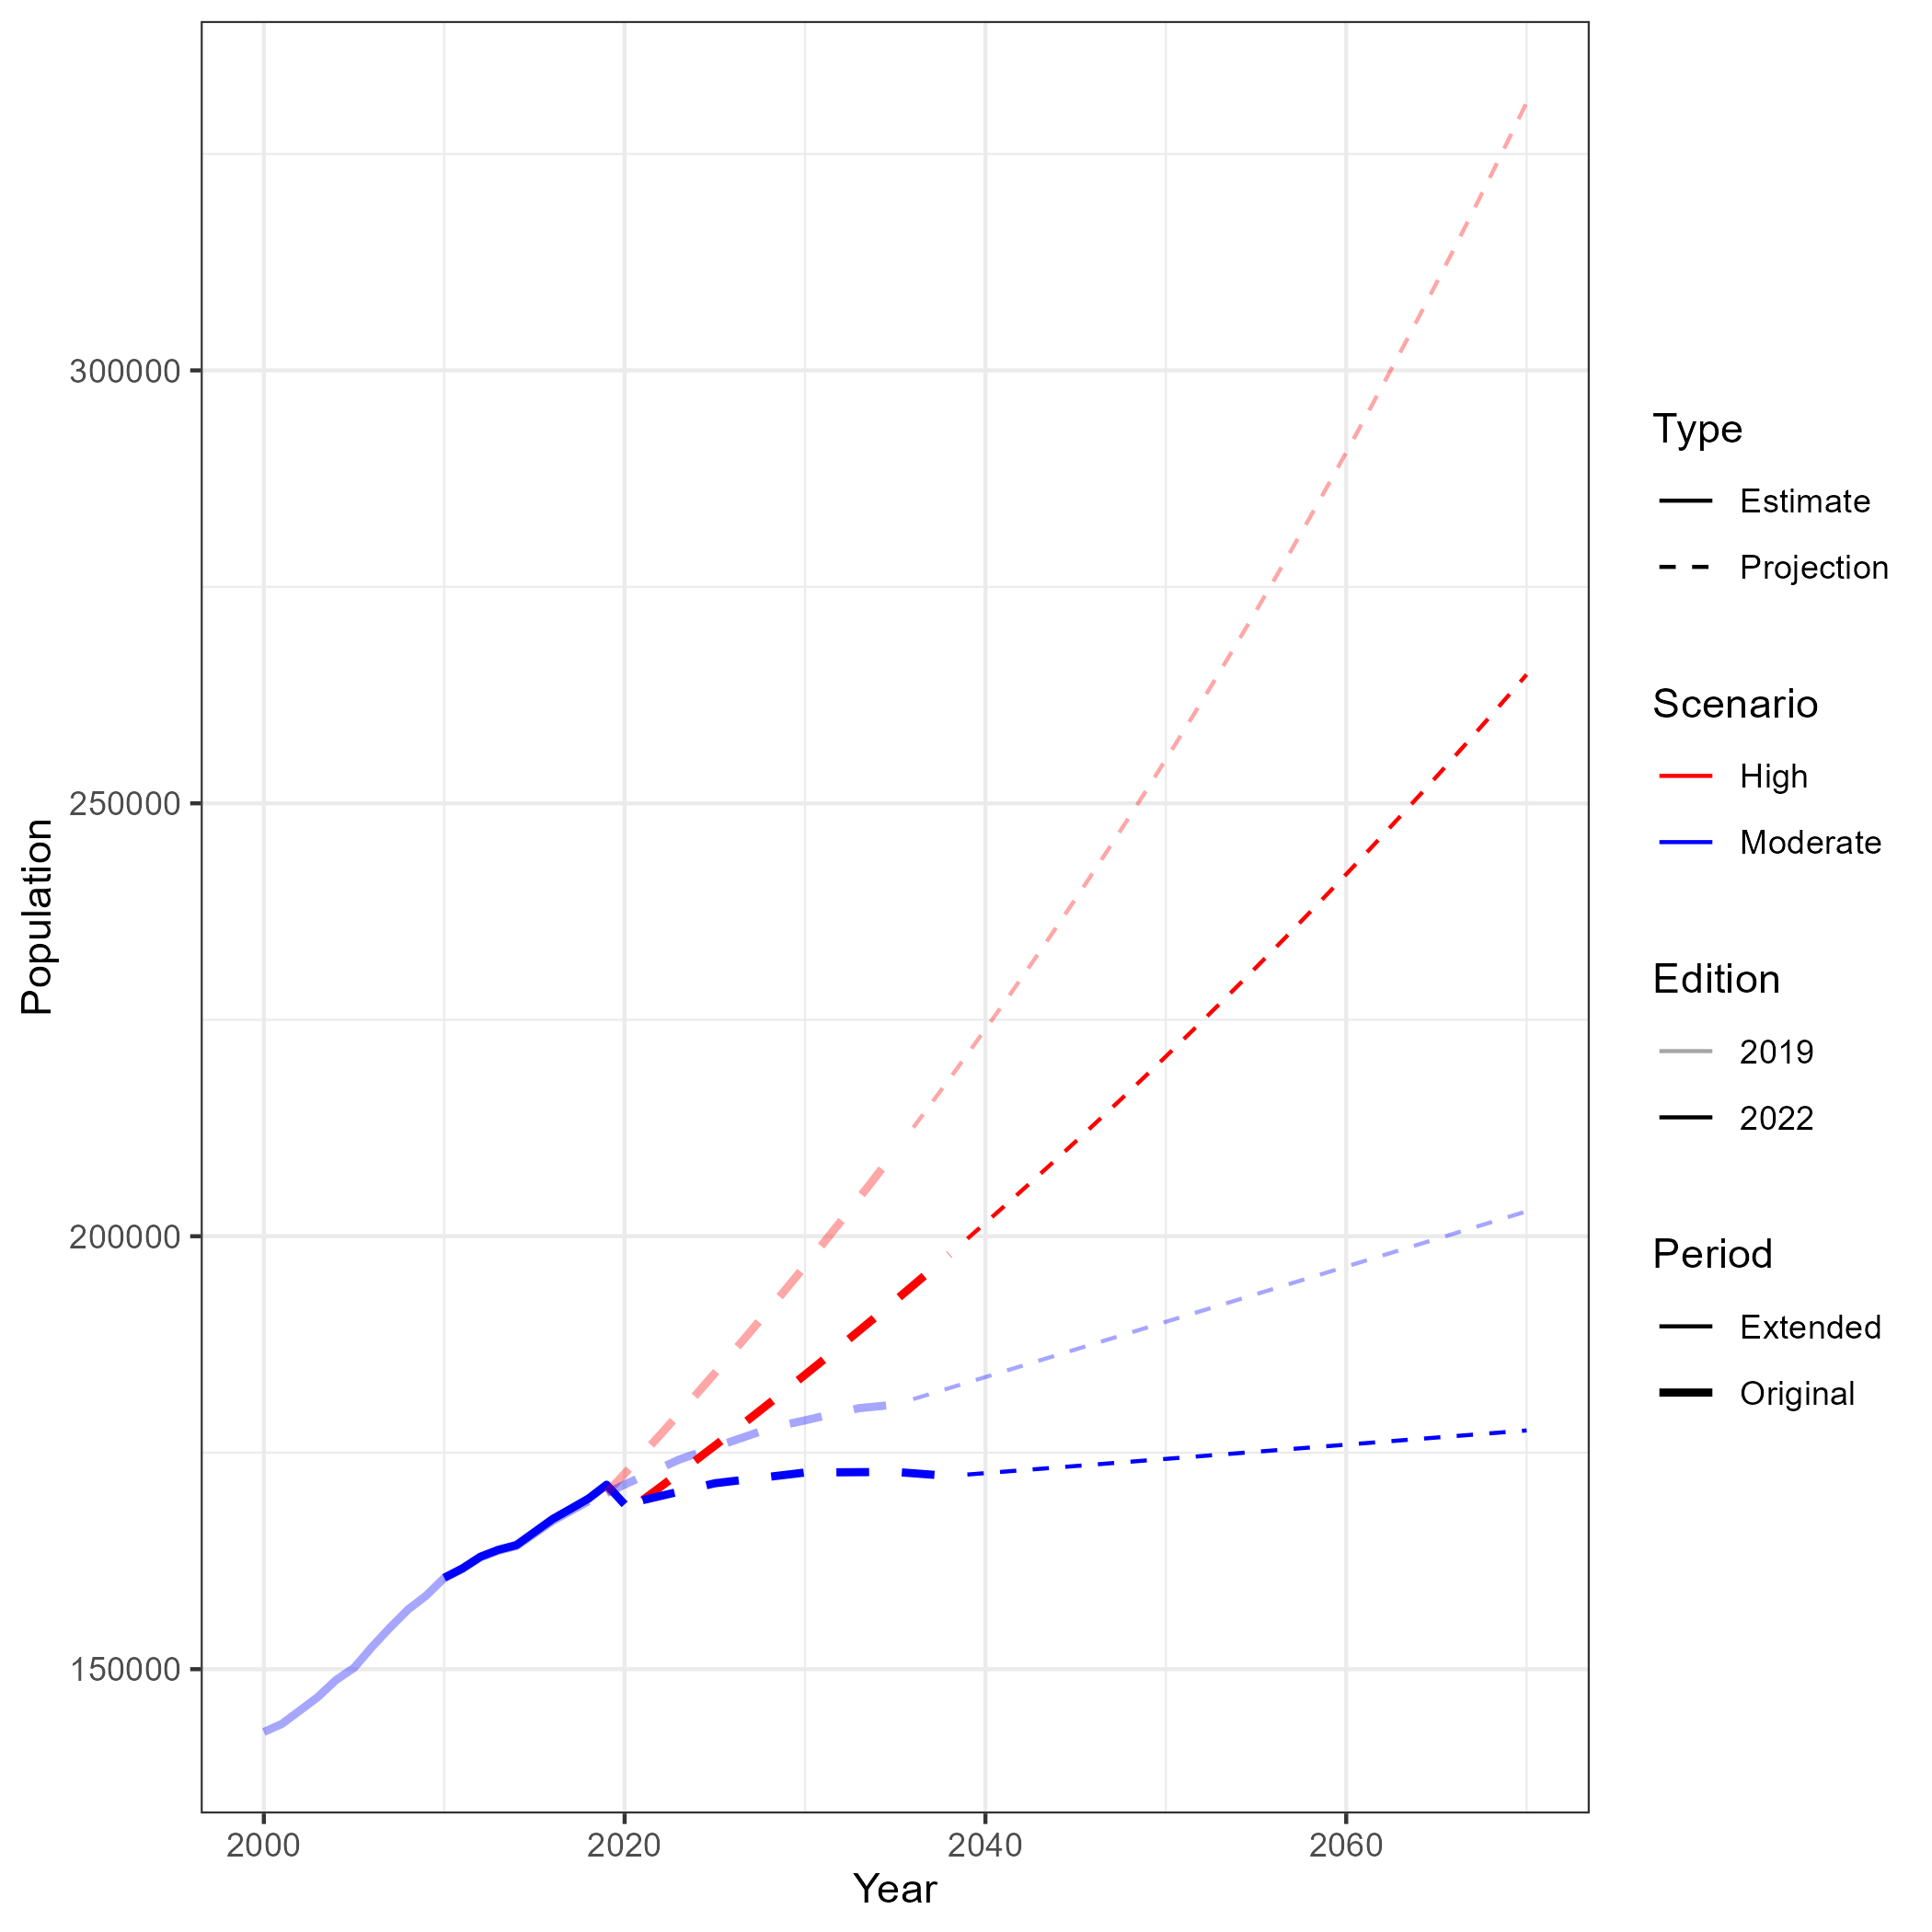 Population
300000
250000
200000
150000
2000
2020
2040
2060
Year
Type
Estimate
Projection
Scenario
High
Moderate
Edition
2019
2022
Period
Extended
Original